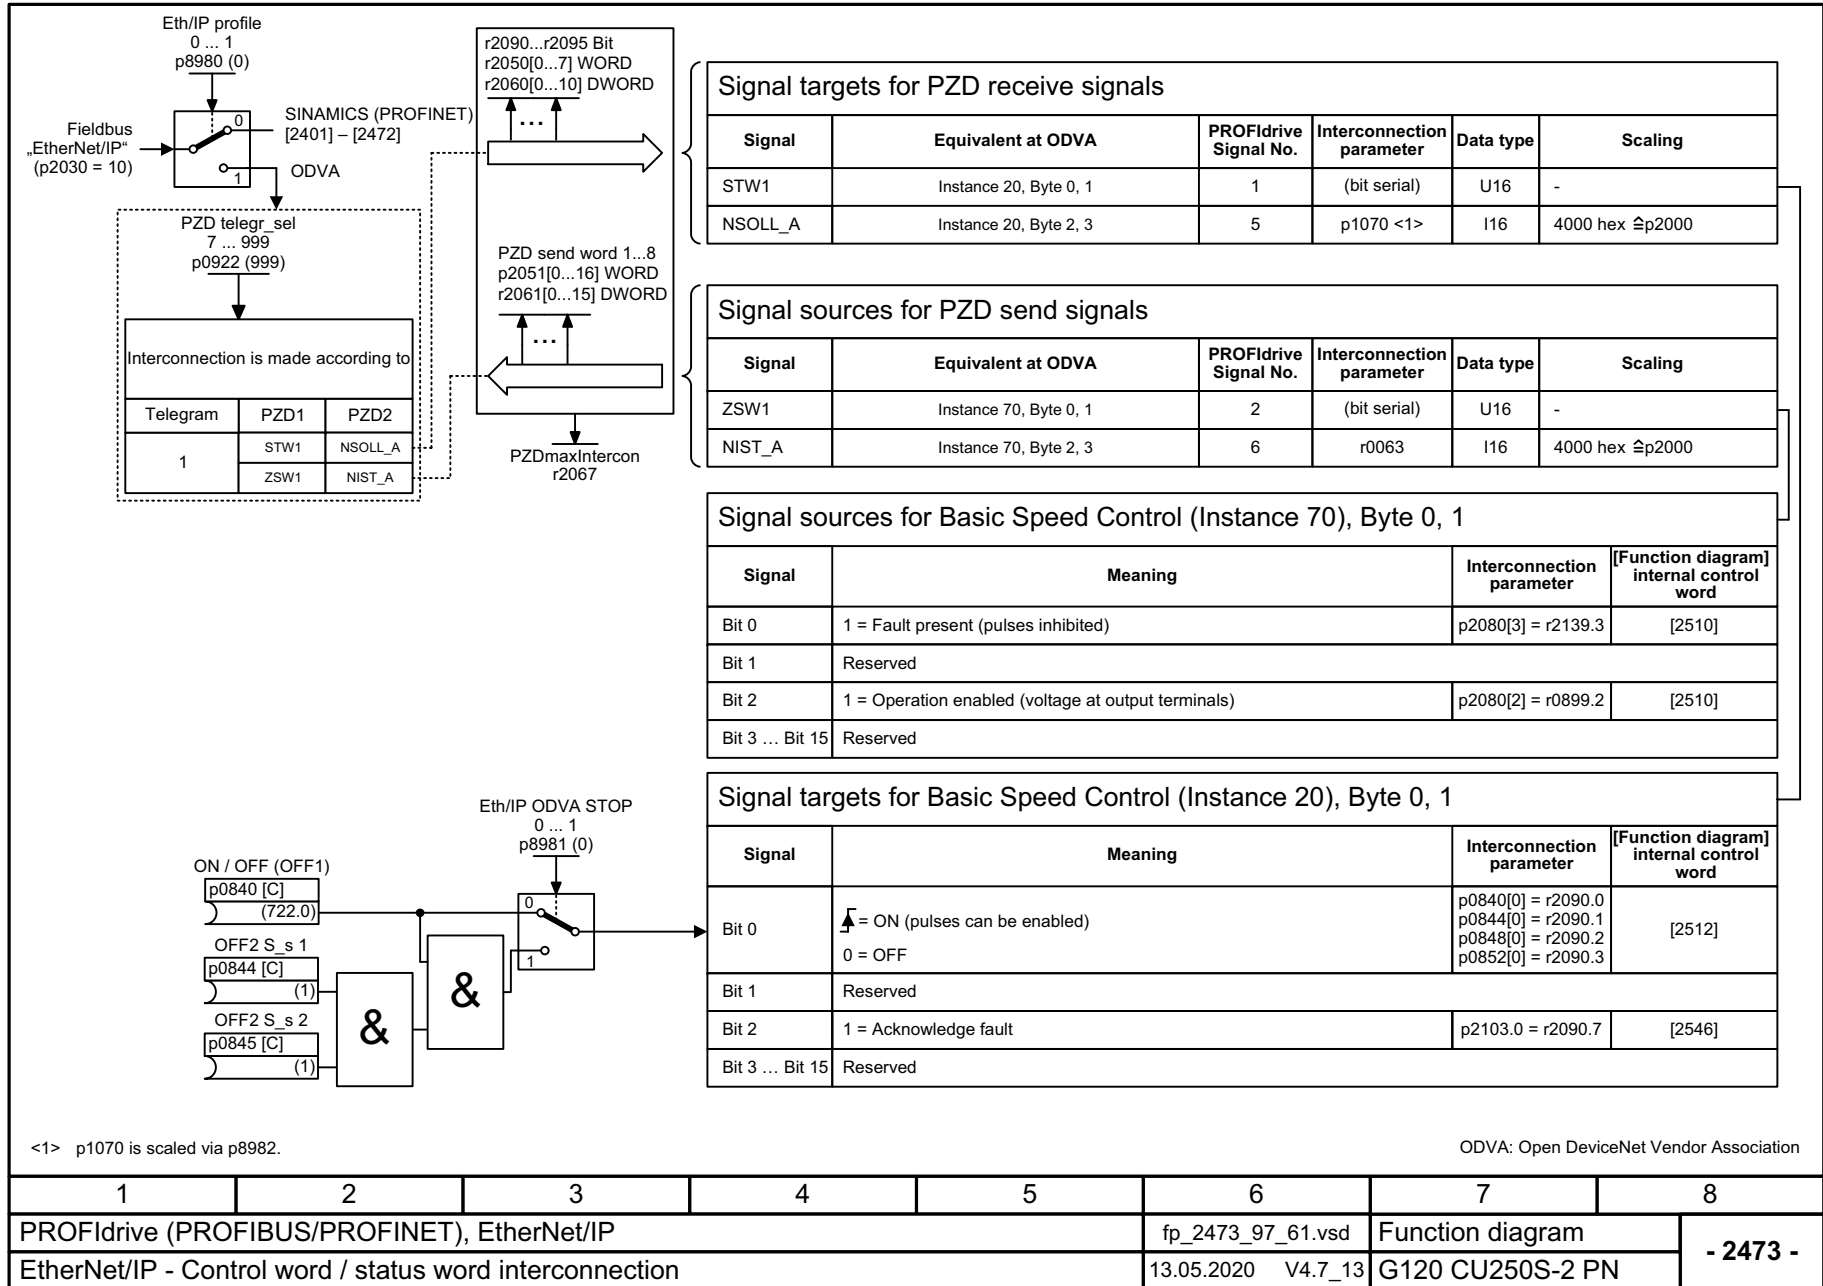 Eth/IP profile
0 ... 1
p8980 (0)
Fieldbus
„EtherNet/IP“
(p2030 = 10)
0
1
SINAMICS (PROFINET)
[2401] – [2472]
ODVA
PZD telegr_sel
7 ... 999
p0922 (999)
Interconnection is made according to
Telegram PZD1 PZD2
1 STW1 NSOLL_A
ZSW1 NIST_A
r2090...r2095 Bit
r2050[0...7] WORD
r2060[0...10] DWORD
...
PZD send word 1...8
p2051[0...16] WORD
r2061[0...15] DWORD
...
PZDmaxIntercon
r2067
Signal targets for PZD receive signals
Signal Equivalent at ODVA PROFIdrive Signal No. Interconnection parameter Data type Scaling
STW1 Instance 20, Byte 0, 1 1 (bit serial) U16 -
NSOLL_A Instance 20, Byte 2, 3 5 p1070 <1> I16 4000 hex ≙p2000
Signal sources for PZD send signals
Signal Equivalent at ODVA PROFIdrive Signal No. Interconnection parameter Data type Scaling
ZSW1 Instance 70, Byte 0, 1 2 (bit serial) U16 -
NIST_A Instance 70, Byte 2, 3 6 r0063 I16 4000 hex ≙p2000
Signal sources for Basic Speed Control (Instance 70), Byte 0, 1
Signal Meaning Interconnection parameter [Function diagram] internal control word
Bit 0 1 = Fault present (pulses inhibited) p2080[3] = r2139.3 [2510]
Bit 1 Reserved
Bit 2 1 = Operation enabled (voltage at output terminals) p2080[2] = r0899.2 [2510]
Bit 3 … Bit 15 Reserved
Signal targets for Basic Speed Control (Instance 20), Byte 0, 1
Signal Meaning Interconnection parameter [Function diagram] internal control word
Bit 0 = ON (pulses can be enabled)
0 = OFF
p0840[0] = r2090.0
p0844[0] = r2090.1
p0848[0] = r2090.2
p0852[0] = r2090.3
[2512]
Bit 1 Reserved
Bit 2 1 = Acknowledge fault p2103.0 = r2090.7 [2546]
Bit 3 … Bit 15 Reserved
Eth/IP ODVA STOP
0 ... 1
p8981 (0)
0
1
ON / OFF (OFF1)
p0840 [C]
(722.0)
OFF2 S_s 1
p0844 [C]
(1)
OFF2 S_s 2
p0845 [C]
(1)
&
&
<1> p1070 is scaled via p8982.
ODVA: Open DeviceNet Vendor Association
1 2 3 4 5 6 7 8
PROFIdrive (PROFIBUS/PROFINET), EtherNet/IP fp_2473_97_61.vsd Function diagram
- 2473 -
EtherNet/IP - Control word / status word interconnection 13.05.2020 V4.7_13 G120 CU250S-2 PN